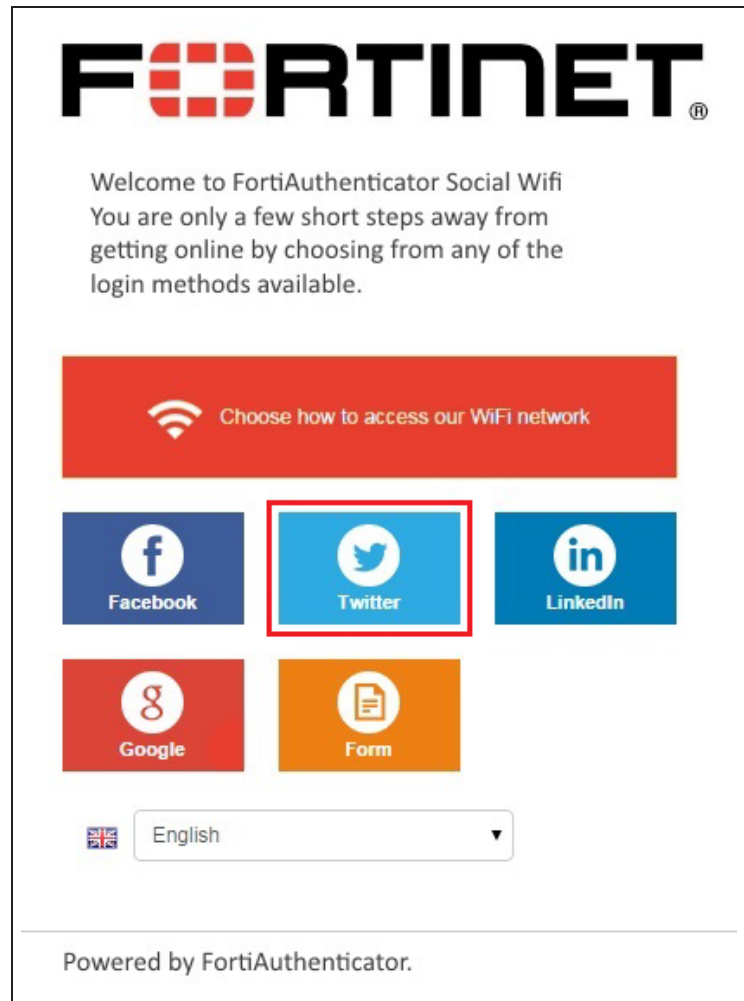 FORTINET®
Welcome to FortiAuthenticator Social Wifi
You are only a few short steps away from
getting online by choosing from any of the
login methods available.
Choose how to access our WiFi network
f
Facebook
Twitter
in
LinkedIn
g
Google
Form
English
Powered by FortiAuthenticator.